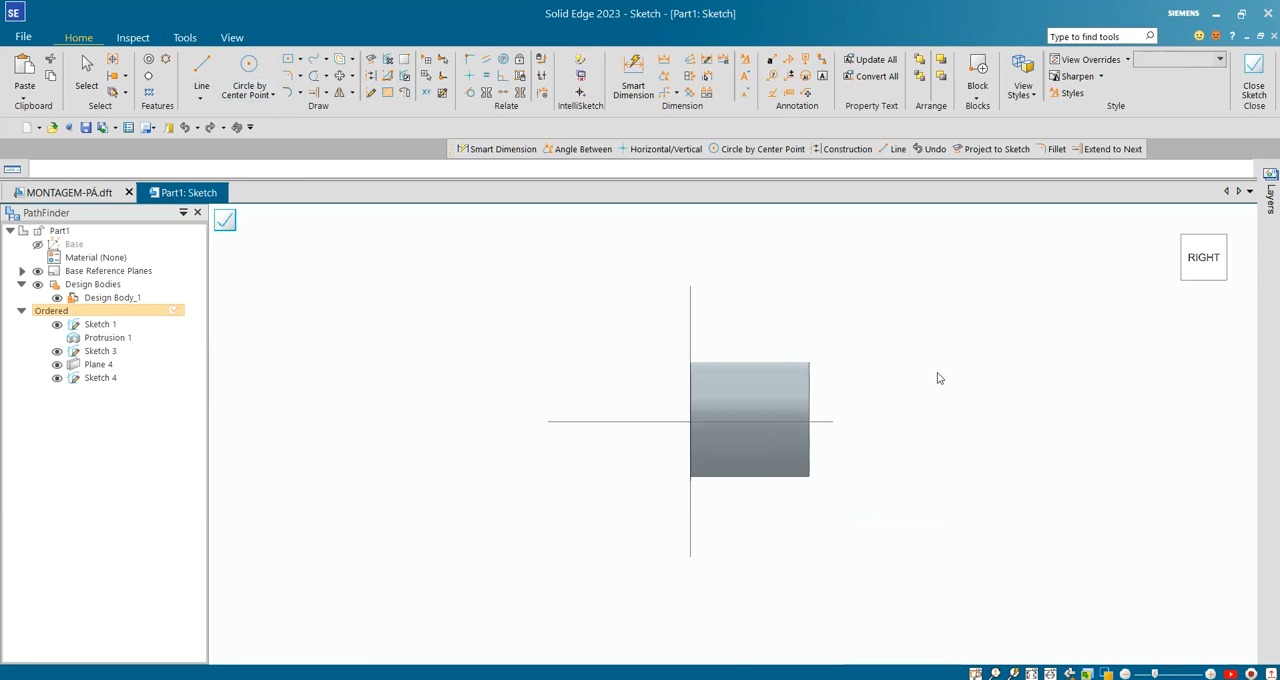 SE
Solid Edge 2023 - Sketch - [Part1: Sketch]
SIEMENS
File Home Inspect Tools View
Type to find tools
Paste
Clipboard
Select
Select
Features
Line
Circle by Center Point
Draw
Relate
IntelliSketch
Smart Dimension
Dimension
Annotation
Update All
Convert All
Property Text
Arrange
Block
Blocks
View Styles
View Overrides
Sharpen
Styles
Style
Close Sketch
Close
Smart Dimension Angle Between Horizontal/Vertical Circle by Center Point Construction Line Undo Project to Sketch Fillet Extend to Next
MONTAGEM-PÁ.dft Part1: Sketch
Layers
PathFinder
Part1
Base
Material (None)
Base Reference Planes
Design Bodies
Design Body_1
Ordered
Sketch 1
Protrusion 1
Sketch 3
Plane 4
Sketch 4
RIGHT